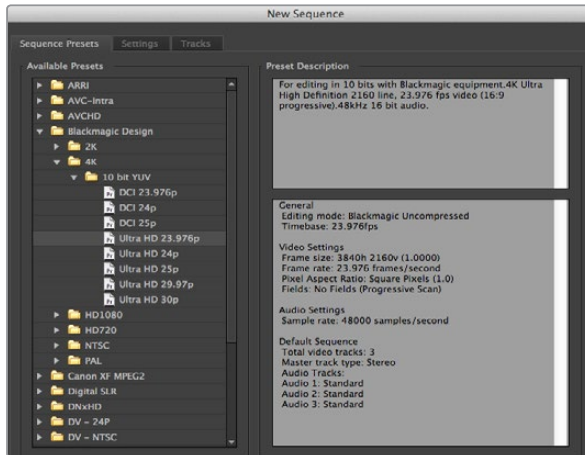 New Sequence
Sequence Presets
Settings
Tracks
Available Presets
ARRI
AVC-Intra
AVCHD
Blackmagic Design
2K
4K
10 bit YUV
DCI 23.976p
DCI 24p
DCI 25p
Ultra HD 23.976p
Ultra HD 24p
Ultra HD 25p
Ultra HD 29.97p
Ultra HD 30p
HD1080
HD720
NTSC
PAL
Canon XF MPEG2
Digital SLR
DNxHD
DV - 24P
DV - NTSC
Preset Description
For editing in 10 bits with Blackmagic equipment.4K Ultra
High Definition 2160 line, 23.976 fps video (16:9
progressive).48kHz 16 bit audio.
General
Editing mode: Blackmagic Uncompressed
Timebase: 23.976fps
Video Settings
Frame size: 3840h 2160v (1.0000)
Frame rate: 23.976 frames/second
Pixel Aspect Ratio: Square Pixels (1.0)
Fields: No Fields (Progressive Scan)
Audio Settings
Sample rate: 48000 samples/second
Default Sequence
Total video tracks: 3
Master track type: Stereo
Audio Tracks:
Audio 1: Standard
Audio 2: Standard
Audio 3: Standard